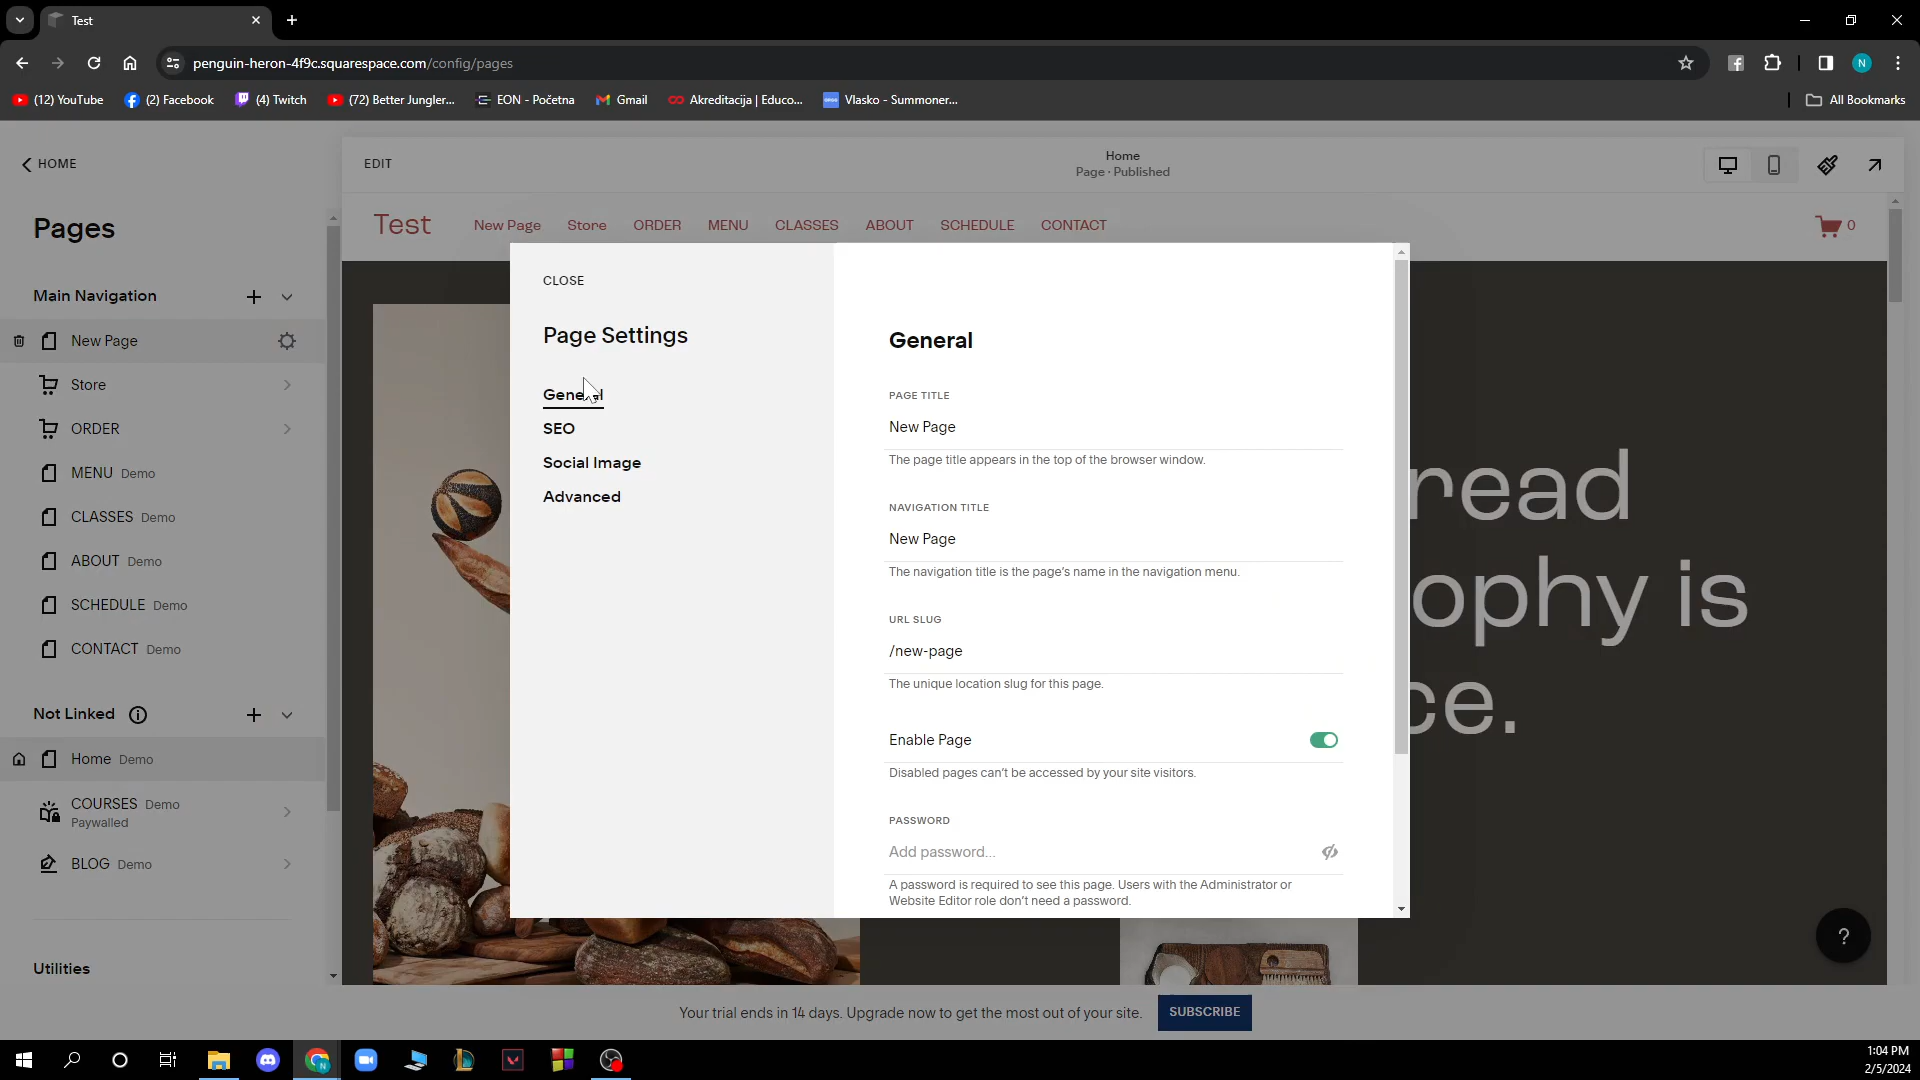 Test
penguin-heron-4f9c.squarespace.com/config/pages
(12) YouTube
(2) Facebook
(4) Twitch
(72) Better Jungler...
EON - Početna
Gmail
Akreditacija | Educo...
Vlasko - Summoner...
All Bookmarks
N
HOME
EDIT
Home
Page · Published
Pages
Test
New Page
Store
ORDER
MENU
CLASSES
ABOUT
SCHEDULE
CONTACT
0
Main Navigation
New Page
Store
ORDER
MENU Demo
CLASSES Demo
ABOUT Demo
SCHEDULE Demo
CONTACT Demo
Not Linked
Home Demo
COURSES Demo
Paywalled
BLOG Demo
Utilities
CLOSE
Page Settings
General
SEO
Social Image
Advanced
General
PAGE TITLE
New Page
The page title appears in the top of the browser window.
NAVIGATION TITLE
New Page
The navigation title is the page's name in the navigation menu.
URL SLUG
/new-page
The unique location slug for this page.
Enable Page
Disabled pages can't be accessed by your site visitors.
PASSWORD
Add password...
A password is required to see this page. Users with the Administrator or
Website Editor role don't need a password.
read
ophy is
ce.
?
Your trial ends in 14 days. Upgrade now to get the most out of your site.
SUBSCRIBE
1:04 PM
2/5/2024